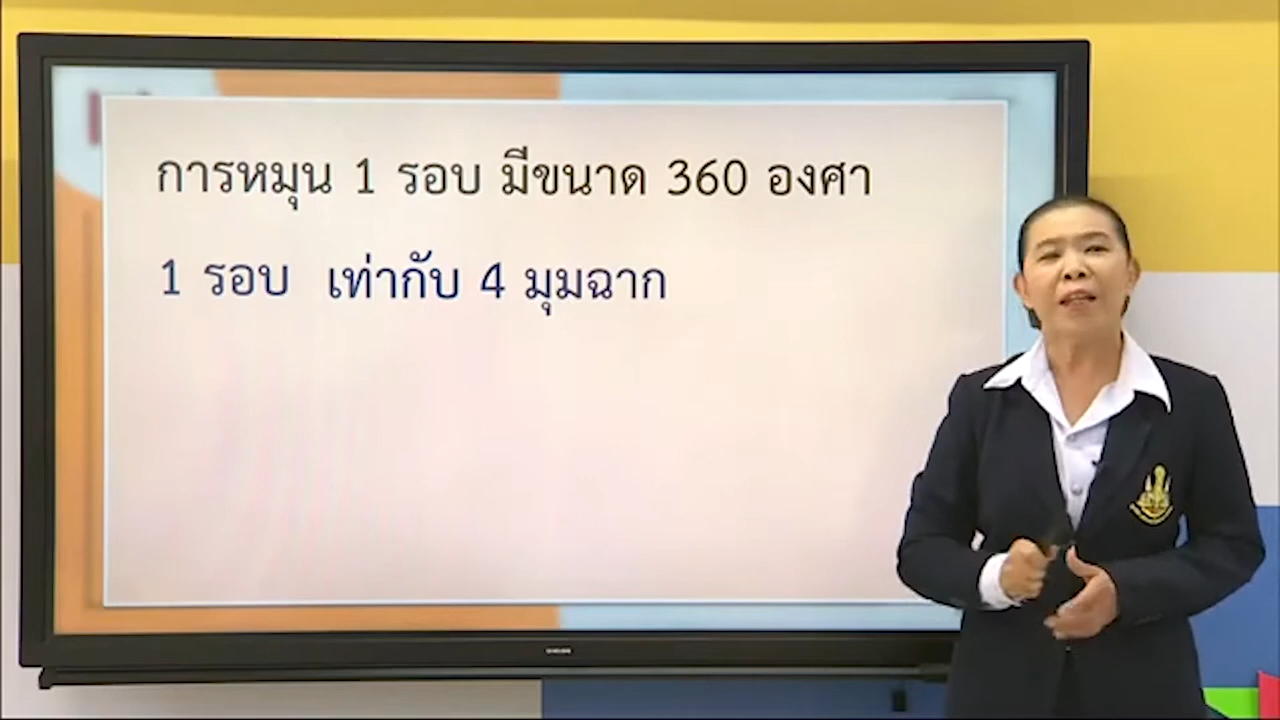 การหมุน 1 รอบ มีขนาด 360 องศา
1 รอบ เท่ากับ 4 มุมฉาก
SAMSUNG